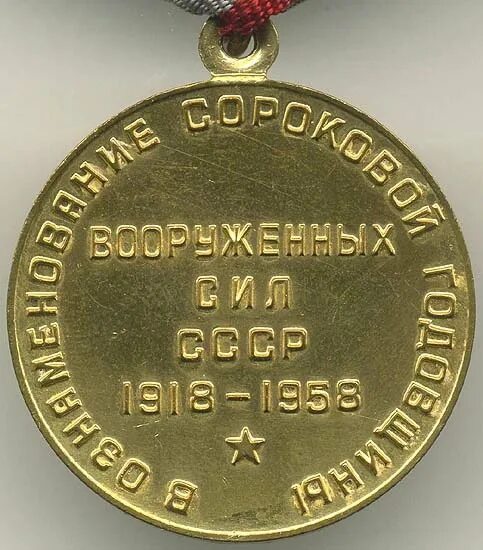 В ОЗНАМЕНОВАНИЕ СОРОКОВОЙ ГОДОВЩИНЫ
ВООРУЖЕННЫХ
СИЛ
СССР
1918-1958